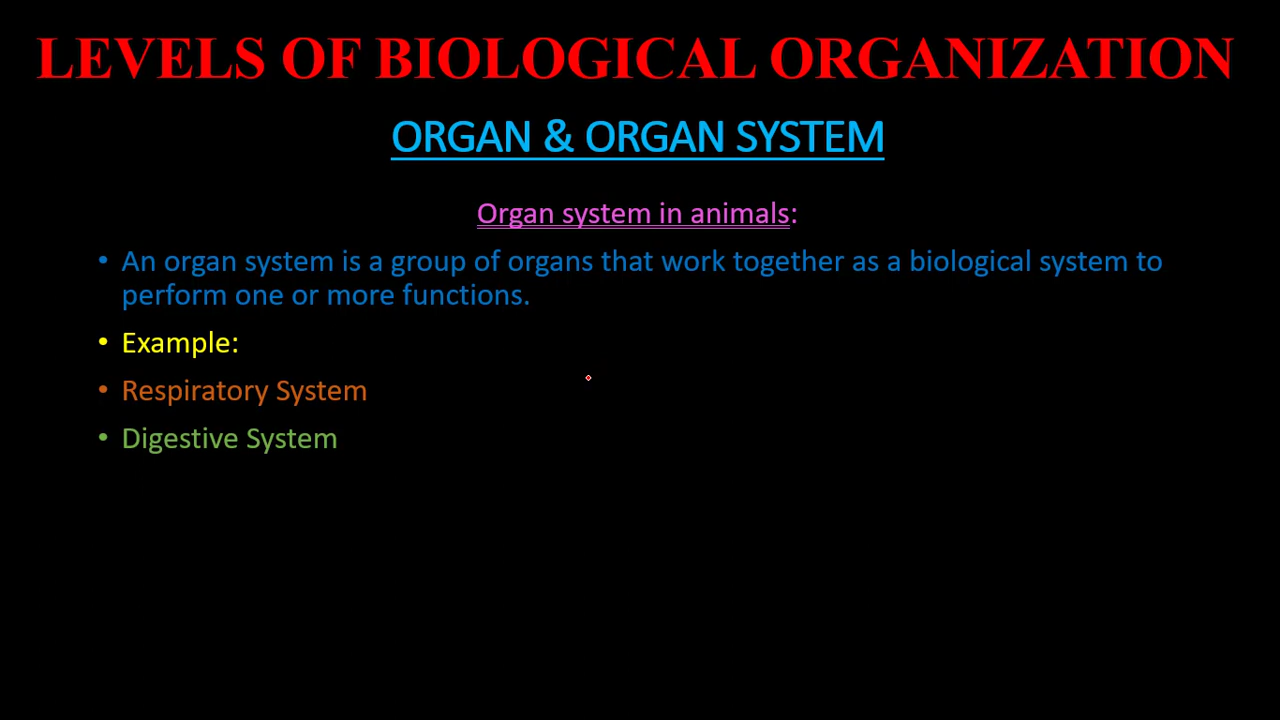 LEVELS OF BIOLOGICAL ORGANIZATION
ORGAN & ORGAN SYSTEM
Organ system in animals:
• An organ system is a group of organs that work together as a biological system to
perform one or more functions.
• Example:
• Respiratory System
• Digestive System